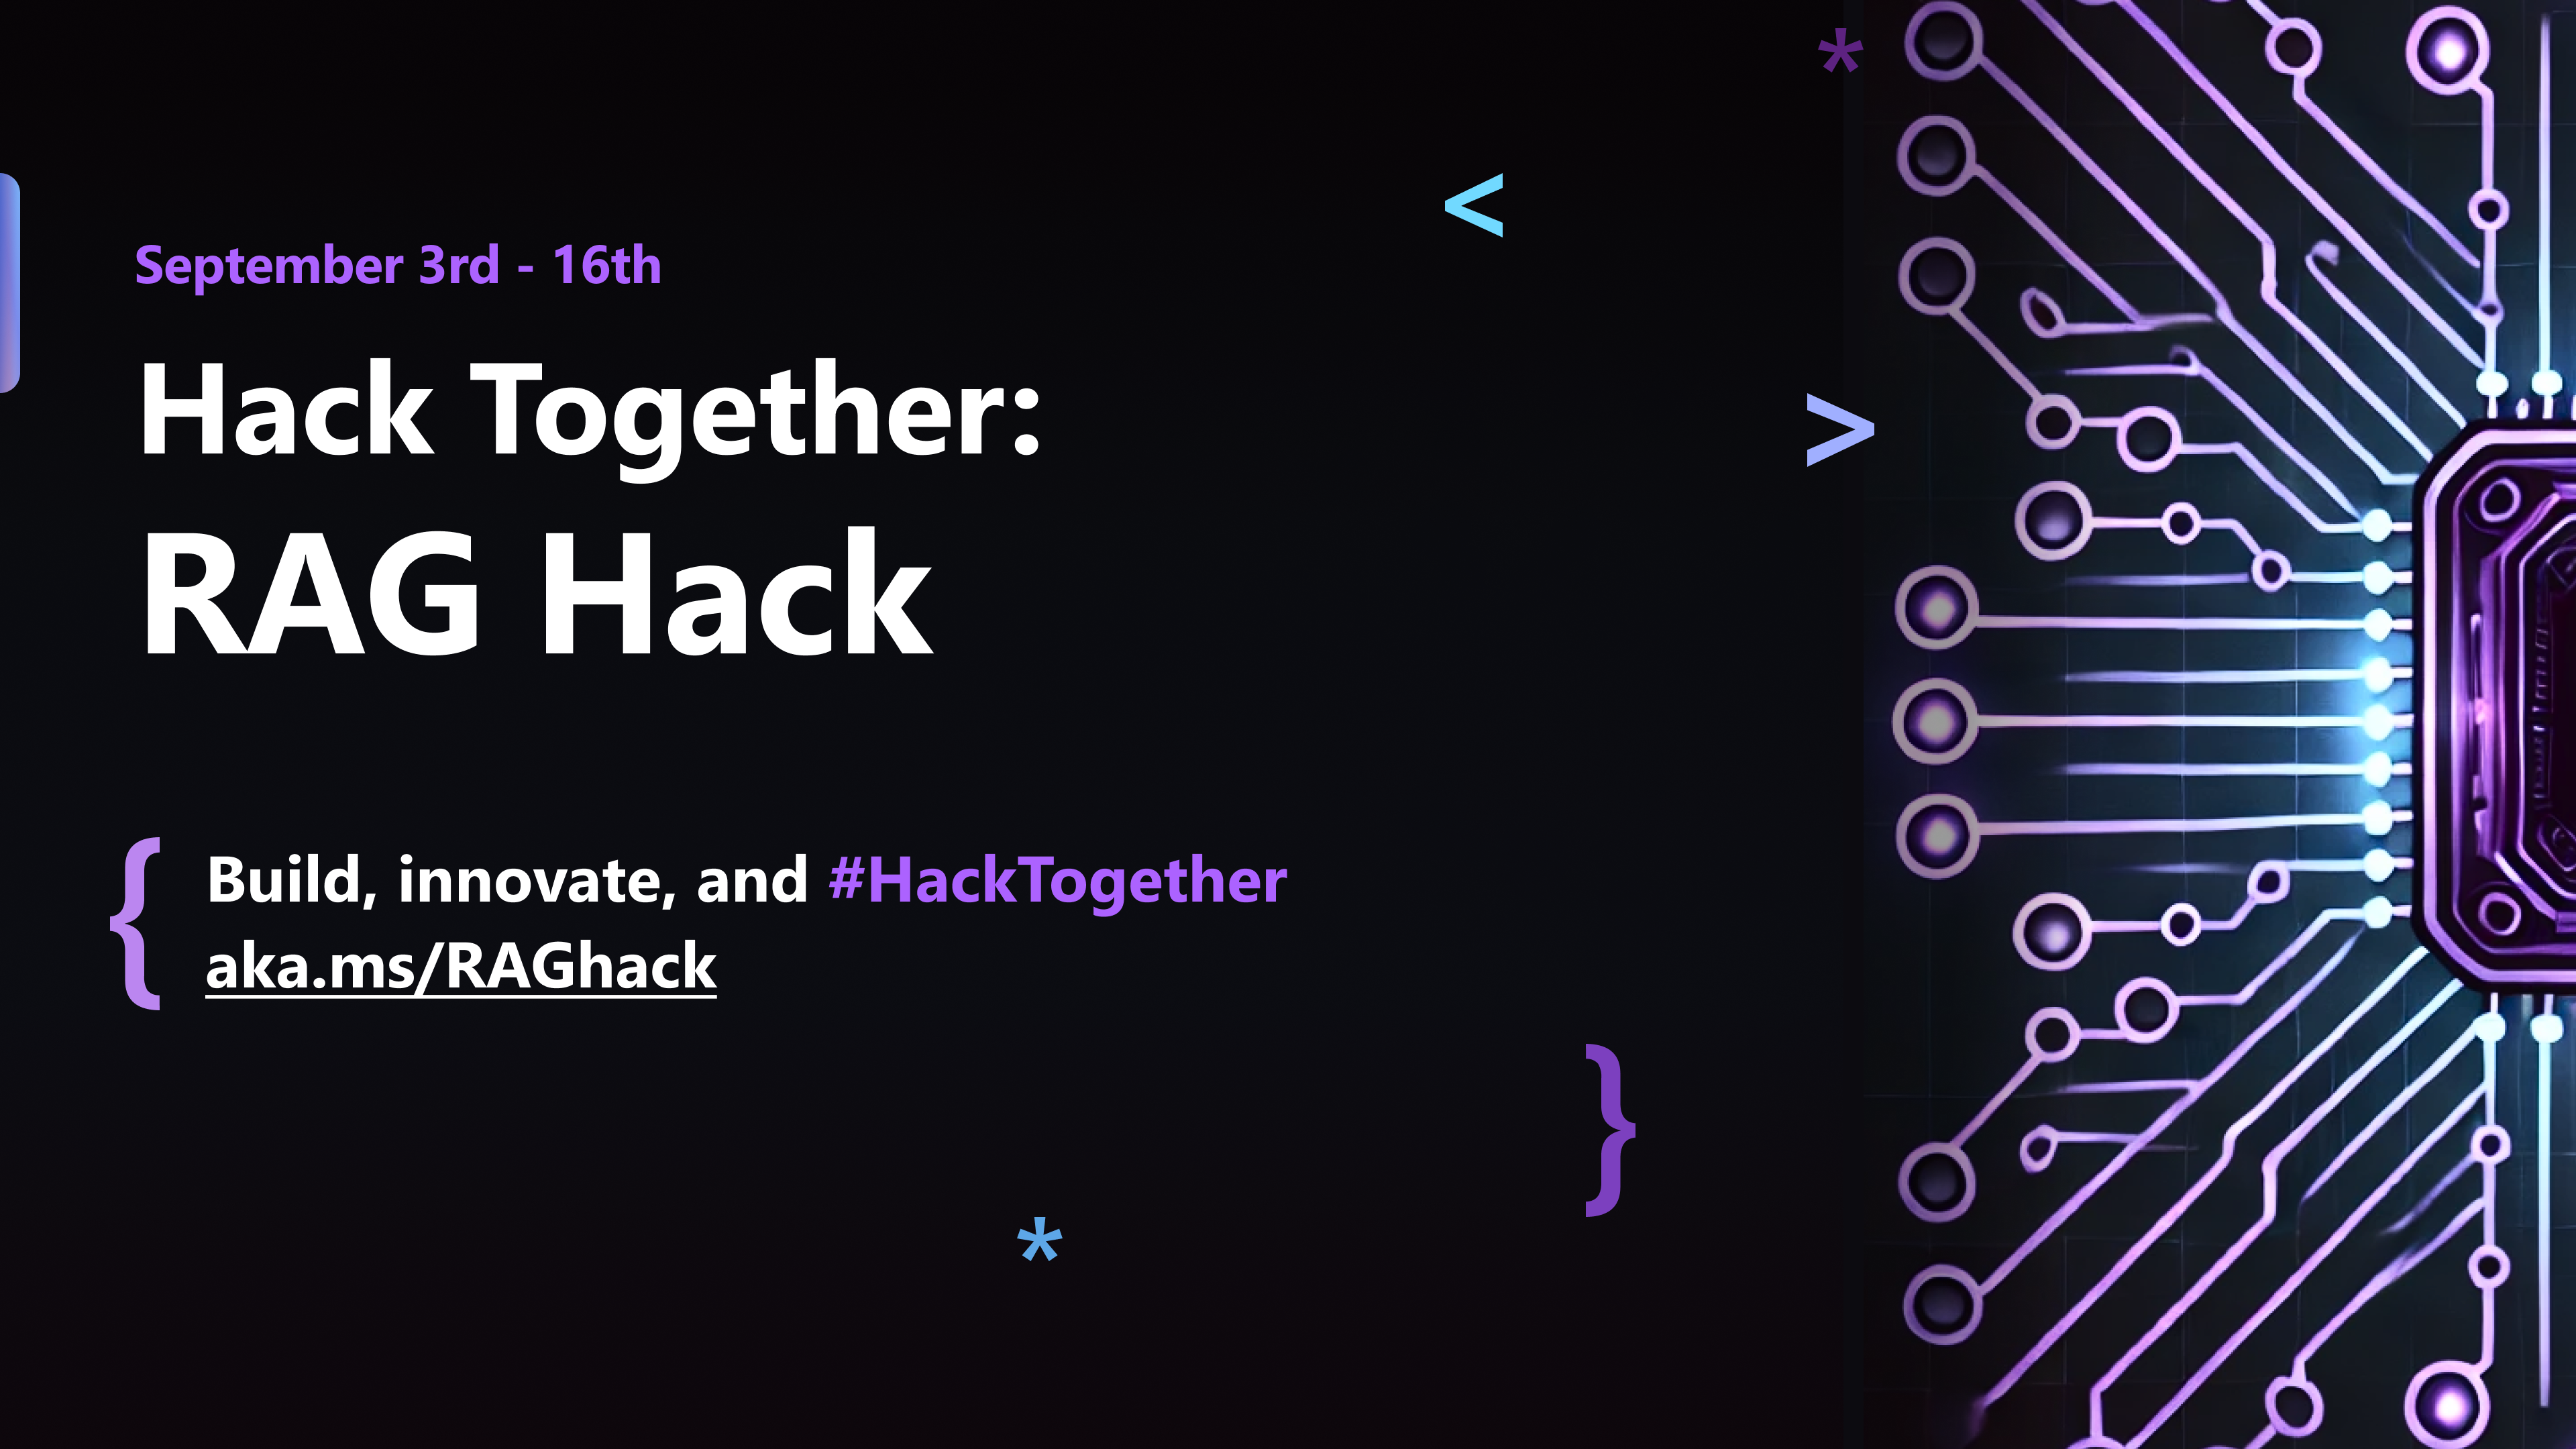 *
<
September 3rd - 16th
Hack Together:
>
RAG Hack
{
Build, innovate, and #HackTogether
aka.ms/RAGhack
}
*